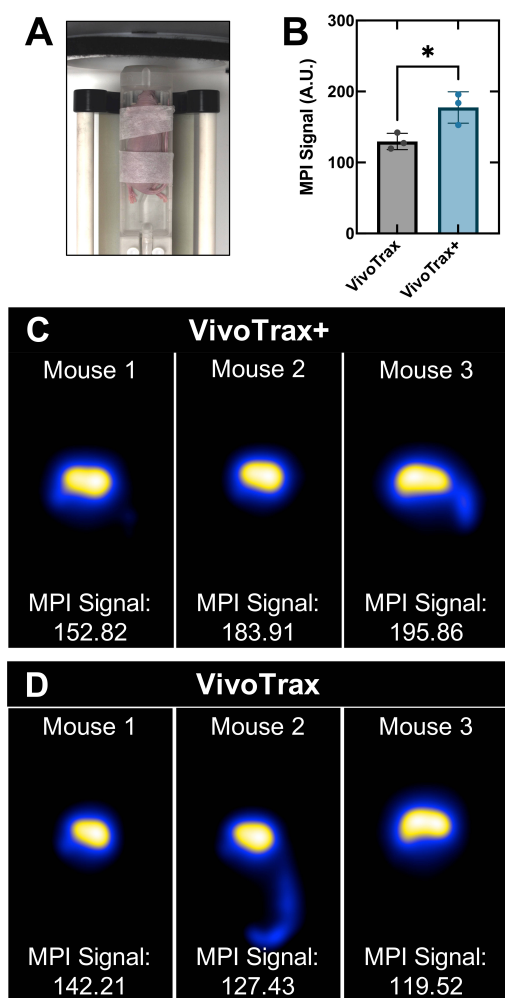 A
B
MPI Signal (A.U.)
300
200
100
0
*
VivoTrax
VivoTrax+
C
VivoTrax+
Mouse 1
Mouse 2
Mouse 3
MPI Signal:
152.82
MPI Signal:
183.91
MPI Signal:
195.86
D
VivoTrax
Mouse 1
Mouse 2
Mouse 3
MPI Signal:
142.21
MPI Signal:
127.43
MPI Signal:
119.52